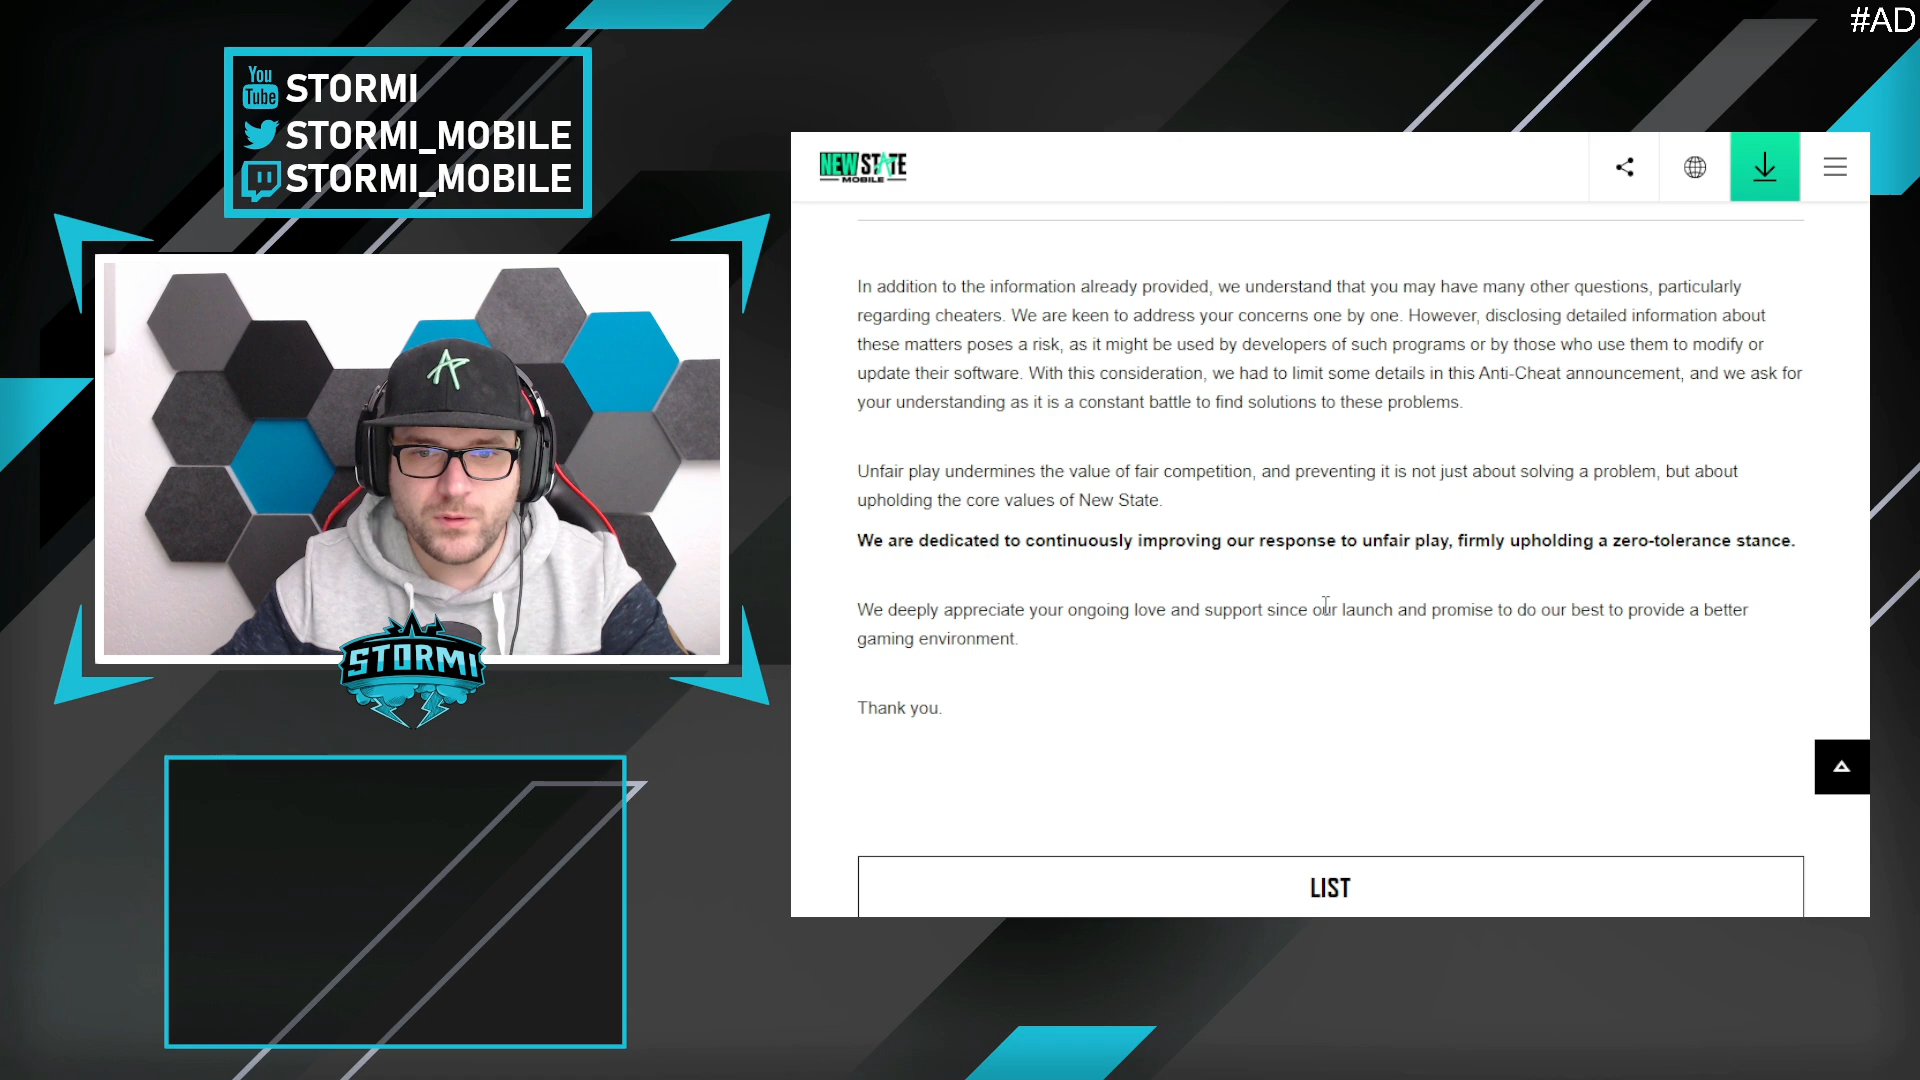 #AD
You
Tube
STORMI
STORMI_MOBILE
STORMI_MOBILE
NEW STATE
MOBILE
In addition to the information already provided, we understand that you may have many other questions, particularly
regarding cheaters. We are keen to address your concerns one by one. However, disclosing detailed information about
these matters poses a risk, as it might be used by developers of such programs or by those who use them to modify or
update their software. With this consideration, we had to limit some details in this Anti-Cheat announcement, and we ask for
your understanding as it is a constant battle to find solutions to these problems.
Unfair play undermines the value of fair competition, and preventing it is not just about solving a problem, but about
upholding the core values of New State.
We are dedicated to continuously improving our response to unfair play, firmly upholding a zero-tolerance stance.
We deeply appreciate your ongoing love and support since our launch and promise to do our best to provide a better
gaming environment.
Thank you.
LIST
STORMI